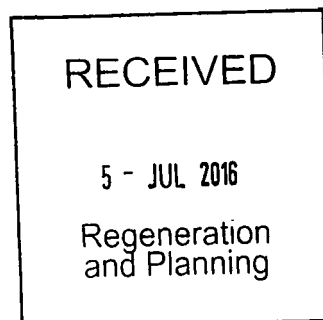 RECEIVED
5 - JUL 2016
Regeneration
and Planning